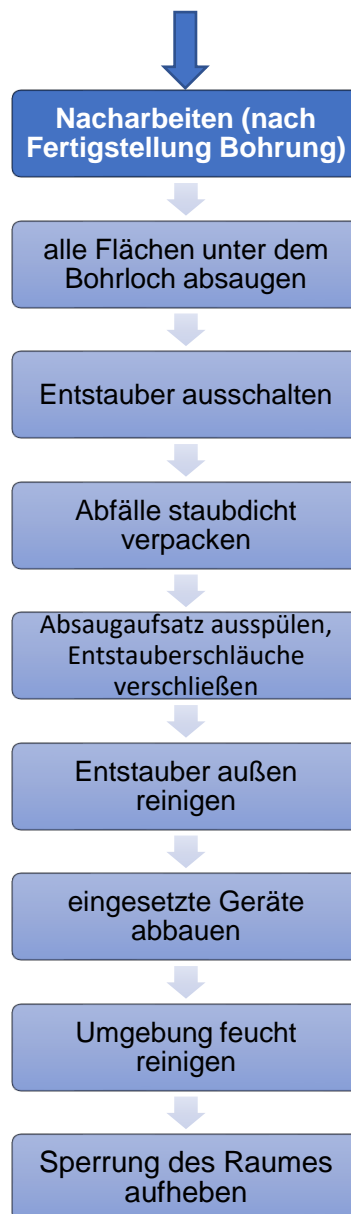 Nacharbeiten (nach
Fertigstellung Bohrung)
alle Flächen unter dem
Bohrloch absaugen
Entstauber ausschalten
Abfälle staubdicht
verpacken
Absaugaufsatz ausspülen,
Entstauberschläuche
verschließen
Entstauber außen
reinigen
eingesetzte Geräte
abbauen
Umgebung feucht
reinigen
Sperrung des Raumes
aufheben